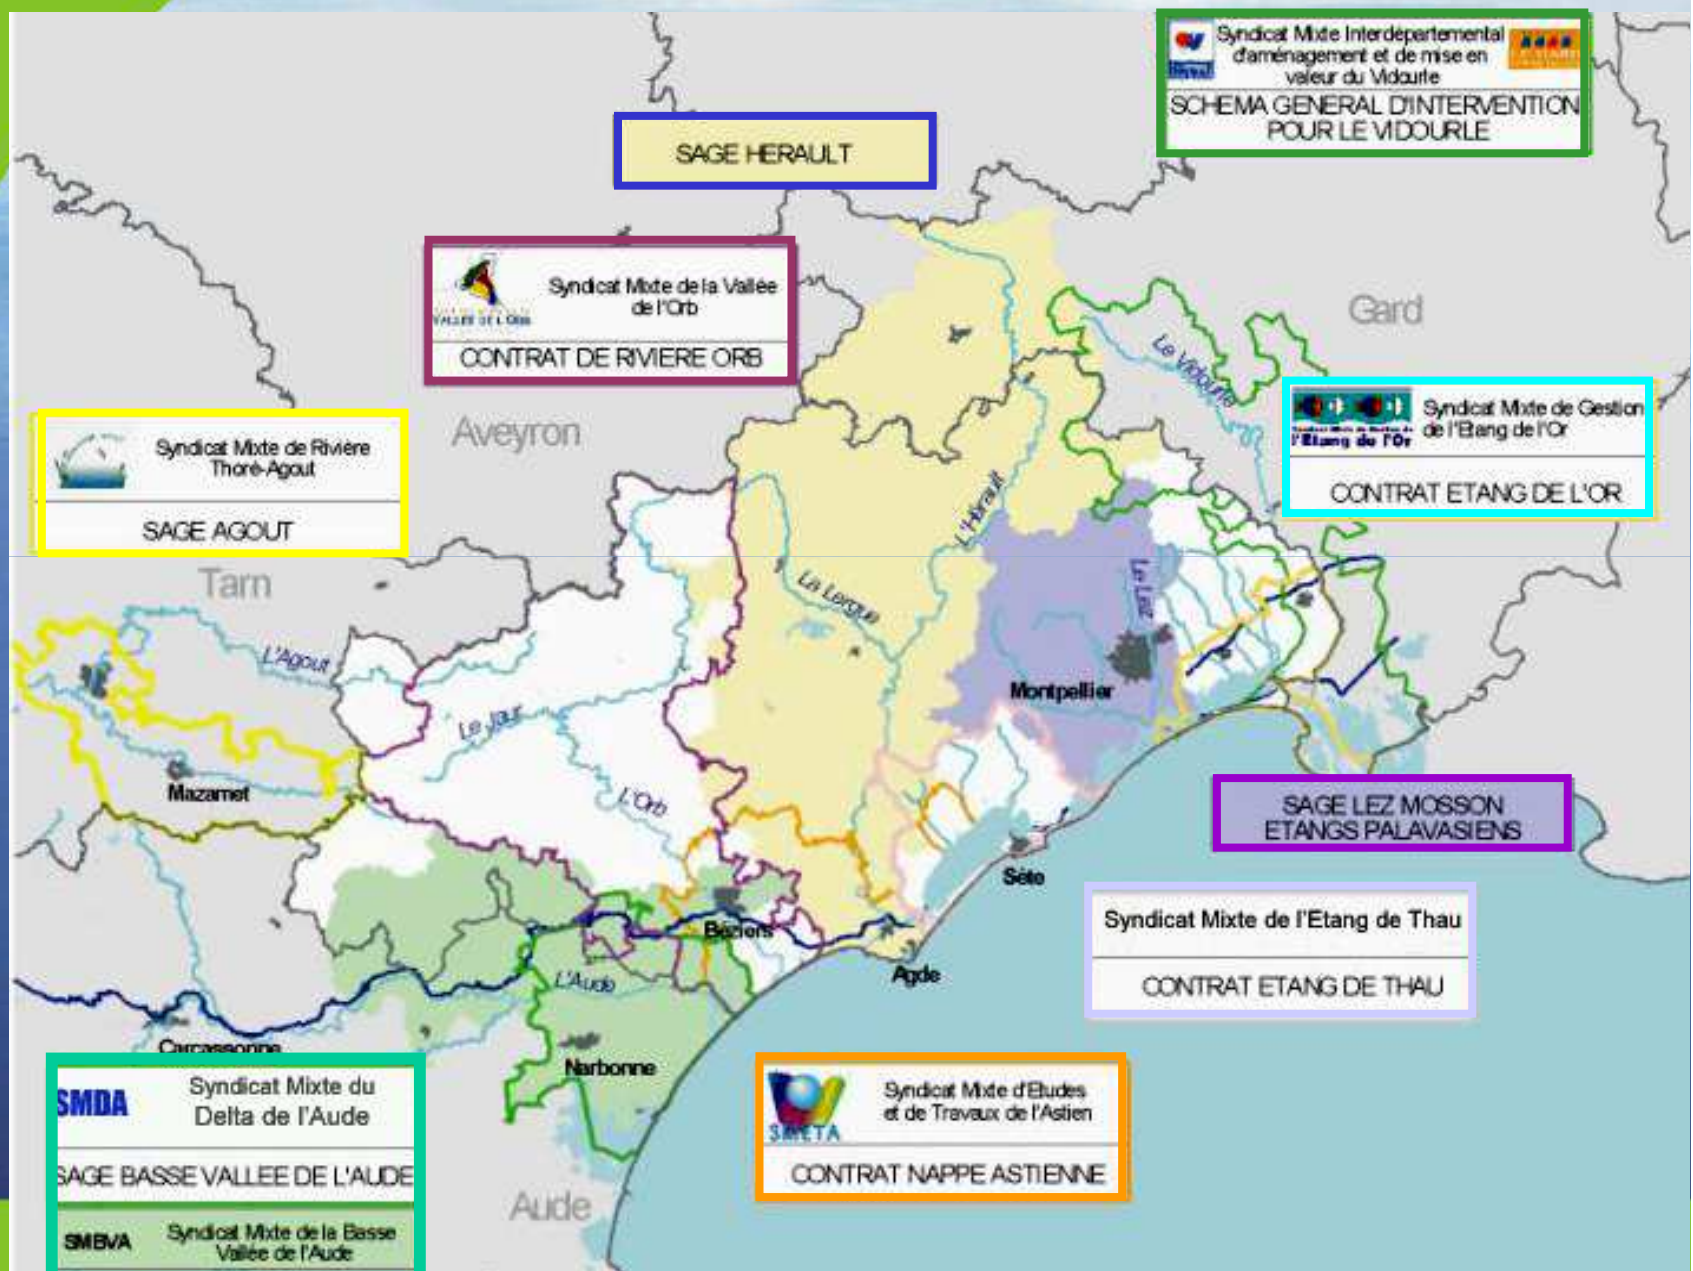 Syndicat Mixte Interdépartemental
d'aménagement et de mise en
valeur du Vidourle
SCHEMA GENERAL D'INTERVENTION
POUR LE VIDOURLE
SAGE HERAULT
Syndicat Mixte de la Vallée
de l'Orb
VALLEE DE L'ORB
CONTRAT DE RIVIERE ORB
Gard
Le Vidourle
Syndicat Mixte de Gestion
de l'Etang de l'Or
l'Etang de l'Or
CONTRAT ETANG DE L'OR
Aveyron
Syndicat Mixte de Rivière
Thoré-Agout
SAGE AGOUT
L'Hérault
Tarn
La Lergue
Le Lez
L'Agout
Montpellier
Le Jaur
Mazamet
L'Orb
SAGE LEZ MOSSON
ETANGS PALAVASIENS
Sète
Syndicat Mixte de l'Etang de Thau
CONTRAT ETANG DE THAU
Béziers
Agde
L'Aude
Carcassonne
Narbonne
SMDA
Syndicat Mixte du
Delta de l'Aude
SAGE BASSE VALLEE DE L'AUDE
SMBVA
Syndicat Mixte de la Basse
Vallée de l'Aude
Aude
SMETA
Syndicat Mixte d'Etudes
et de Travaux de l'Astien
CONTRAT NAPPE ASTIENNE